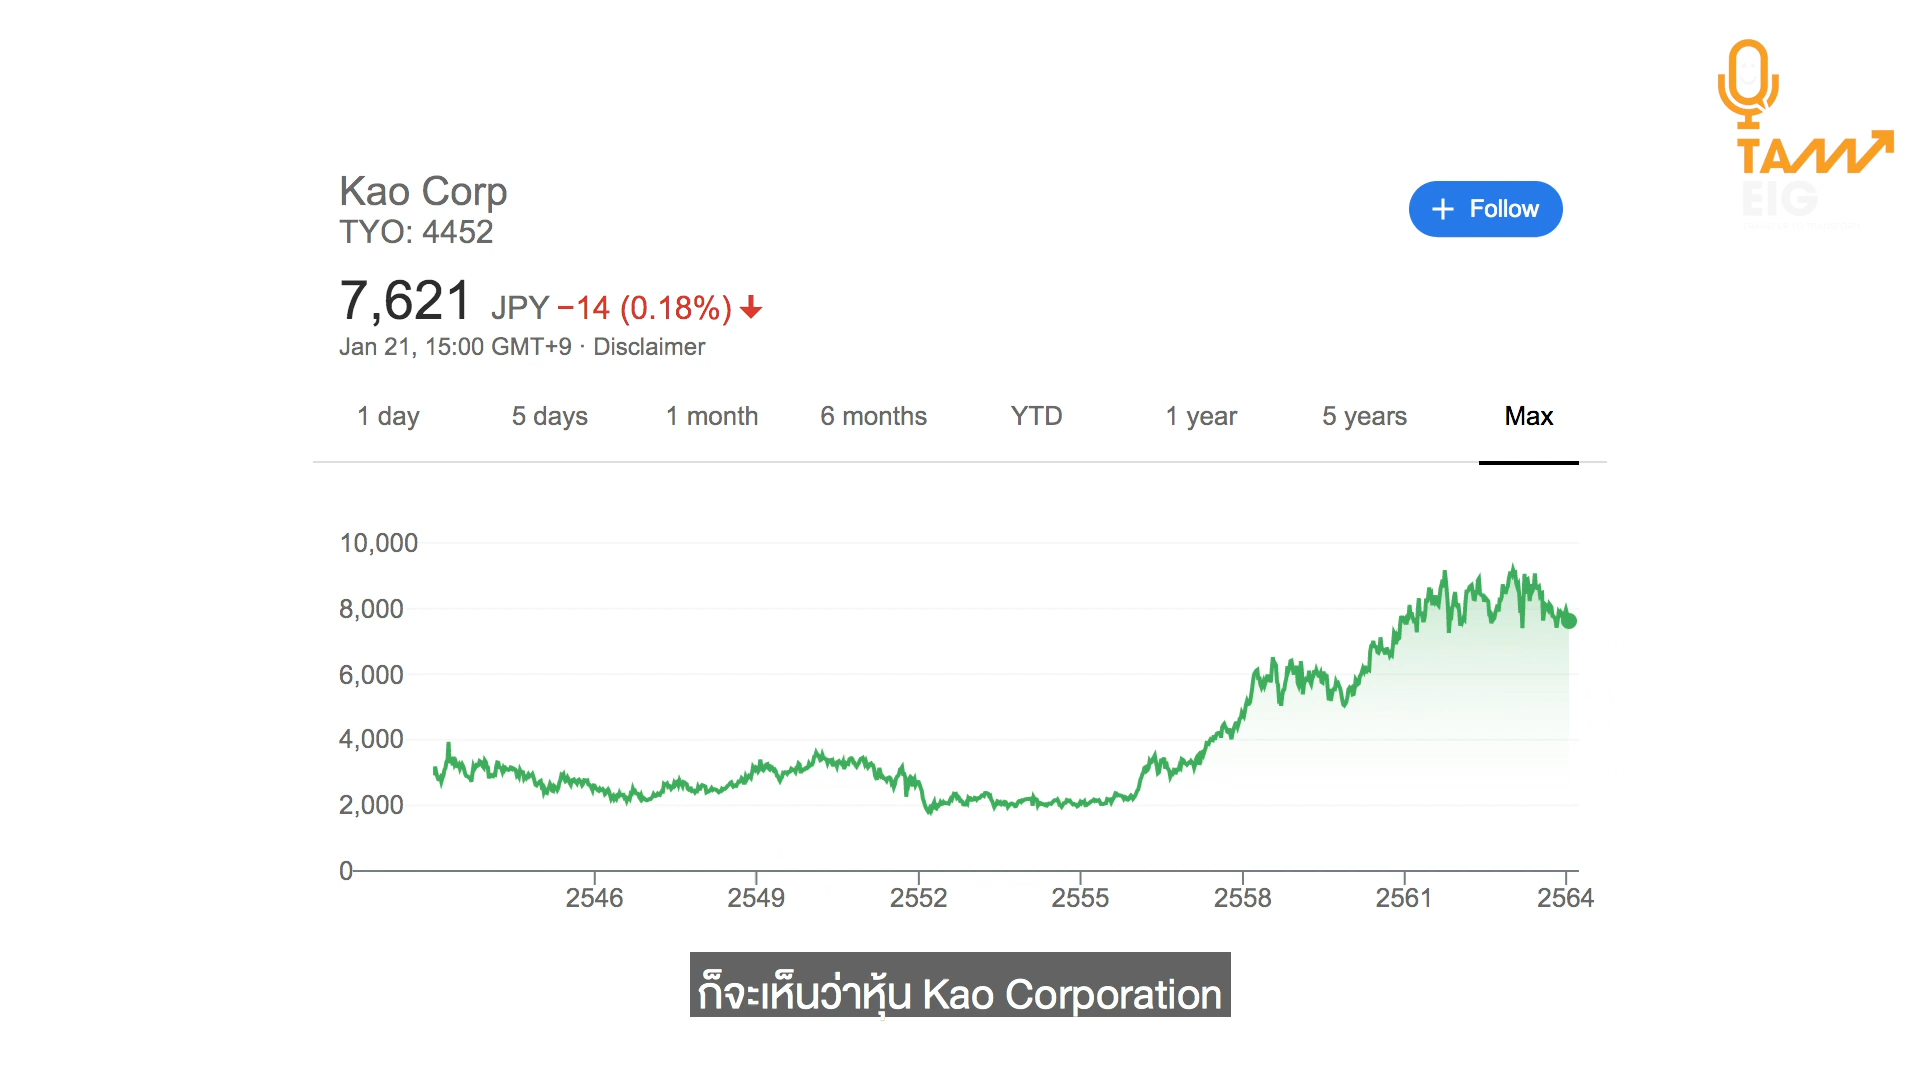 TAM
EIG
Kao Corp
TYO: 4452
+ Follow
7,621 JPY −14 (0.18%)
Jan 21, 15:00 GMT+9 · Disclaimer
1 day 5 days 1 month 6 months YTD 1 year 5 years Max
10,000
8,000
6,000
4,000
2,000
0
2546 2549 2552 2555 2558 2561 2564
ก็จะเห็นว่าหุ้น Kao Corporation